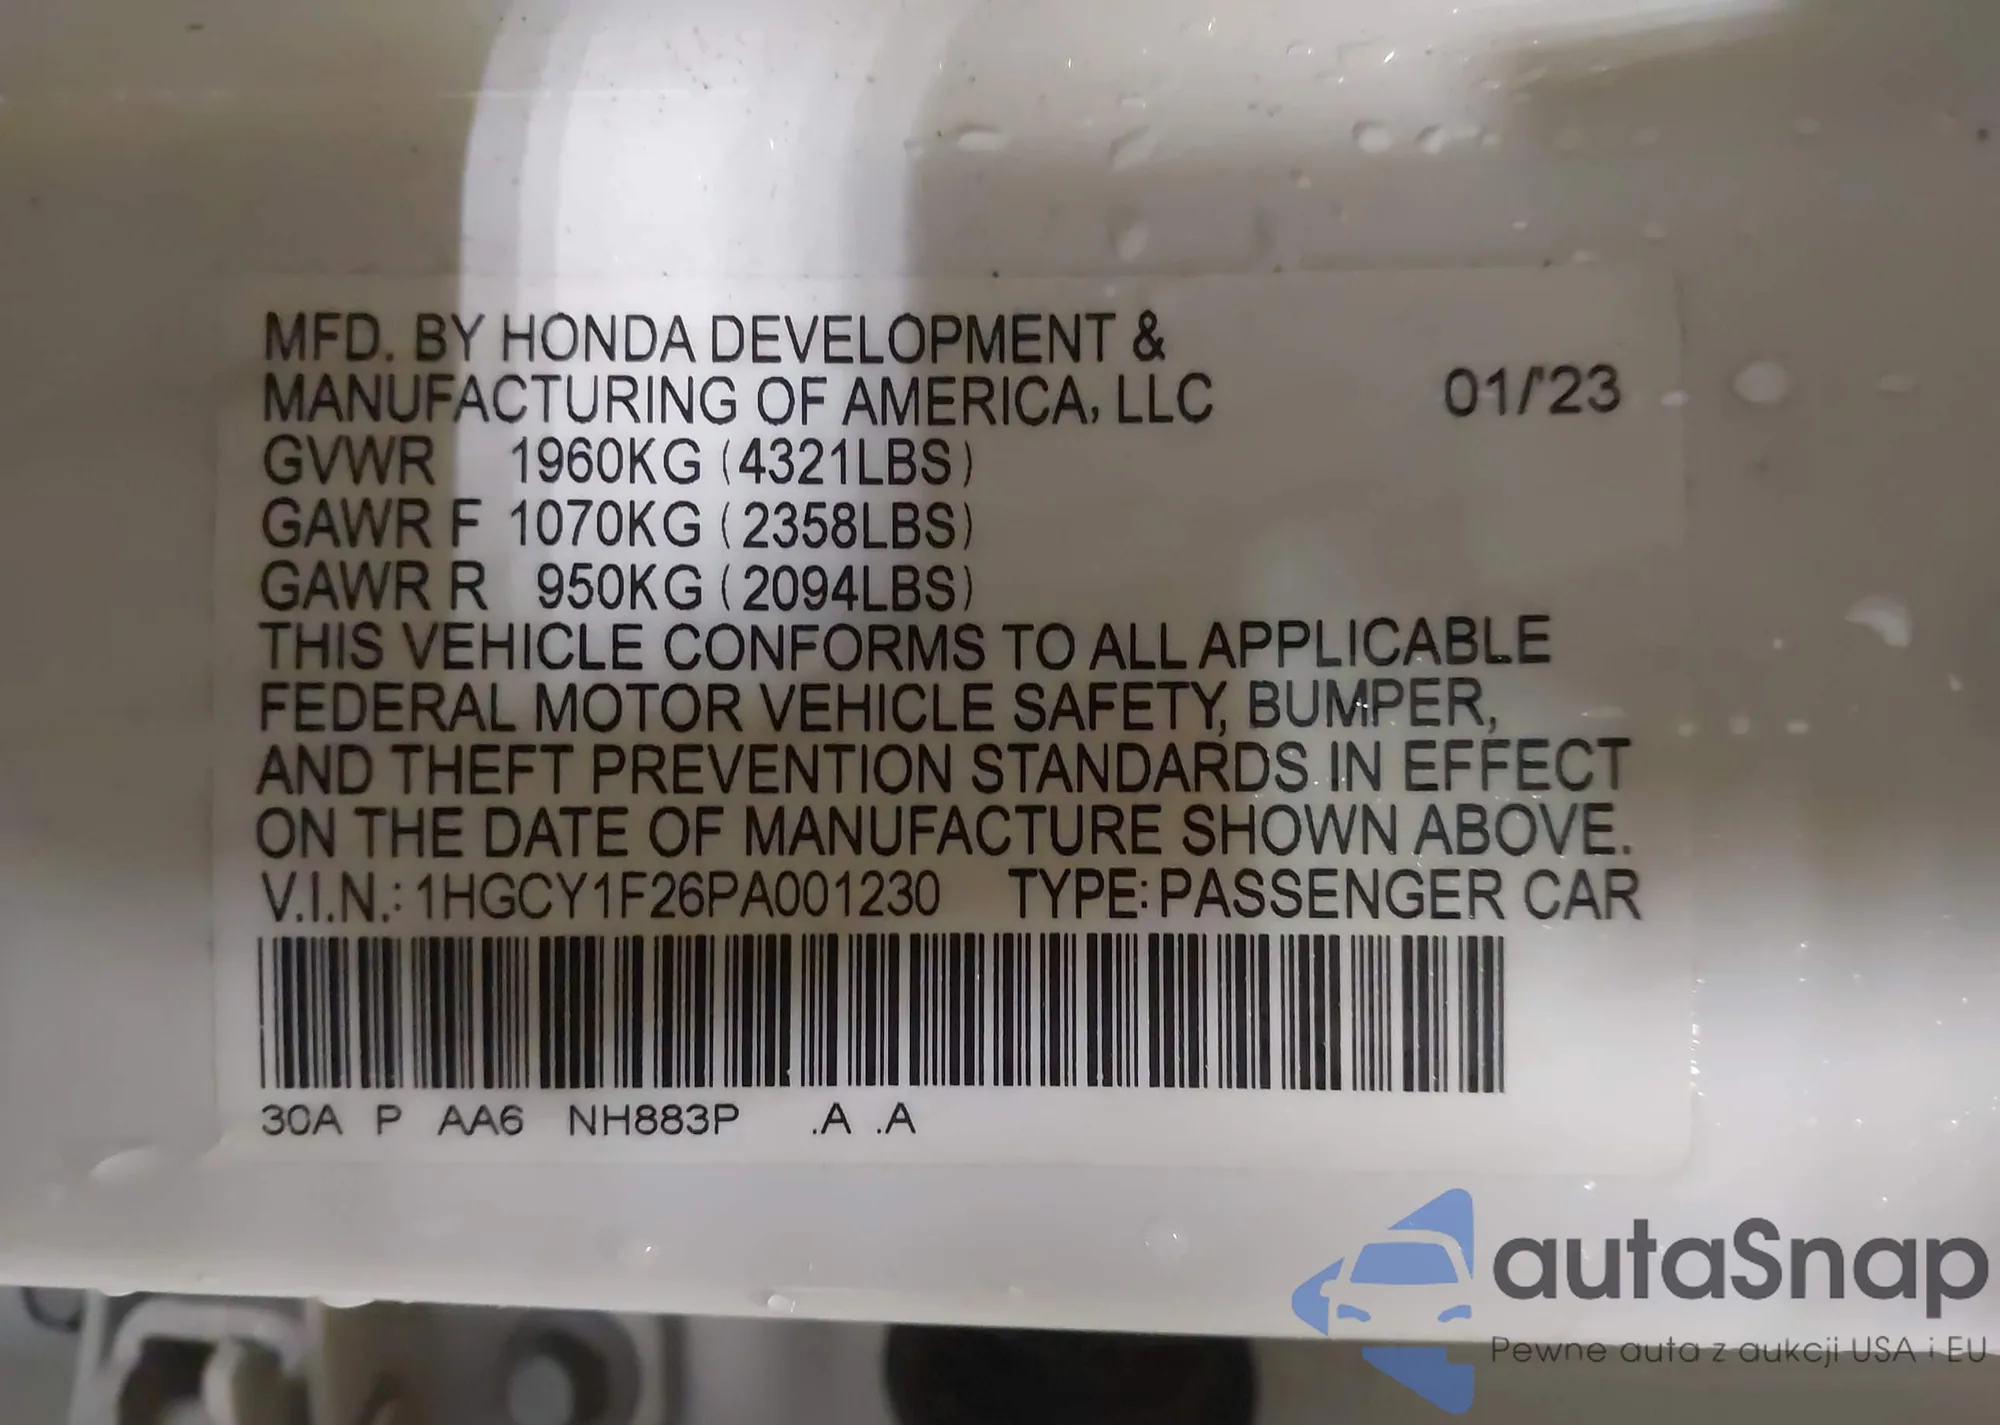 MFD. BY HONDA DEVELOPMENT &
MANUFACTURING OF AMERICA, LLC 01/'23
GVWR 1960KG (4321LBS)
GAWR F 1070KG (2358LBS)
GAWR R 950KG (2094LBS)
THIS VEHICLE CONFORMS TO ALL APPLICABLE
FEDERAL MOTOR VEHICLE SAFETY, BUMPER,
AND THEFT PREVENTION STANDARDS IN EFFECT
ON THE DATE OF MANUFACTURE SHOWN ABOVE.
V.I.N.: 1HGCY1F26PA001230 TYPE: PASSENGER CAR
30A P AA6 NH883P .A .A
autaSnap
Pewne auta z aukcji USA i EU